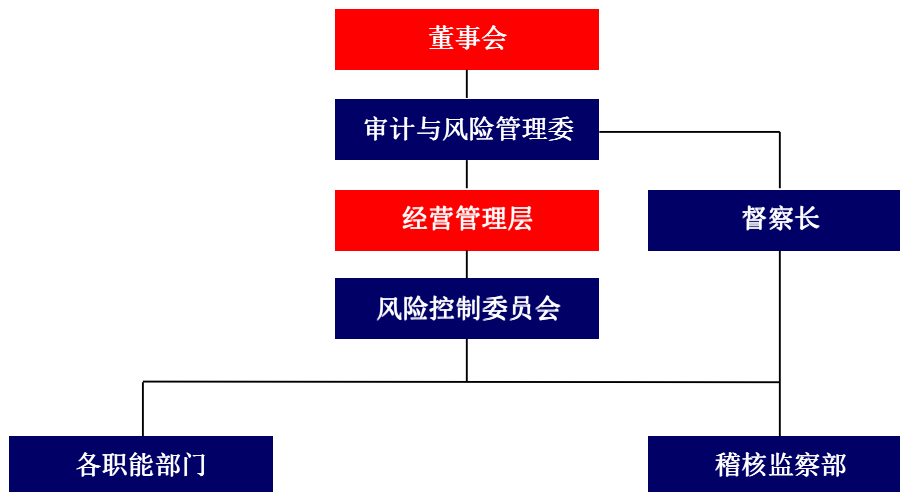 董事会
审计与风险管理委
经营管理层
督察长
风险控制委员会
各职能部门
稽核监察部